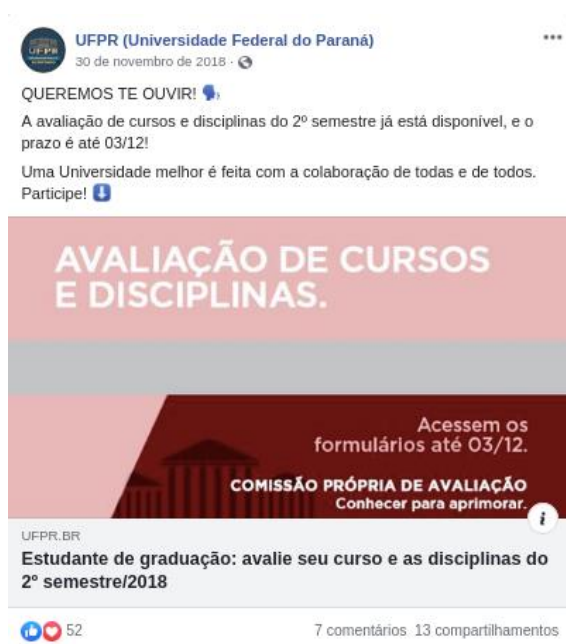 UFPR
UFPR (Universidade Federal do Paraná)
30 de novembro de 2018 ·
QUEREMOS TE OUVIR!
A avaliação de cursos e disciplinas do 2º semestre já está disponível, e o
prazo é até 03/12!
Uma Universidade melhor é feita com a colaboração de todas e de todos.
Participe!
AVALIAÇÃO DE CURSOS
E DISCIPLINAS.
Acessem os
formulários até 03/12.
COMISSÃO PRÓPRIA DE AVALIAÇÃO
Conhecer para aprimorar.
i
UFPR.BR
Estudante de graduação: avalie seu curso e as disciplinas do
2º semestre/2018
52
7 comentários 13 compartilhamentos